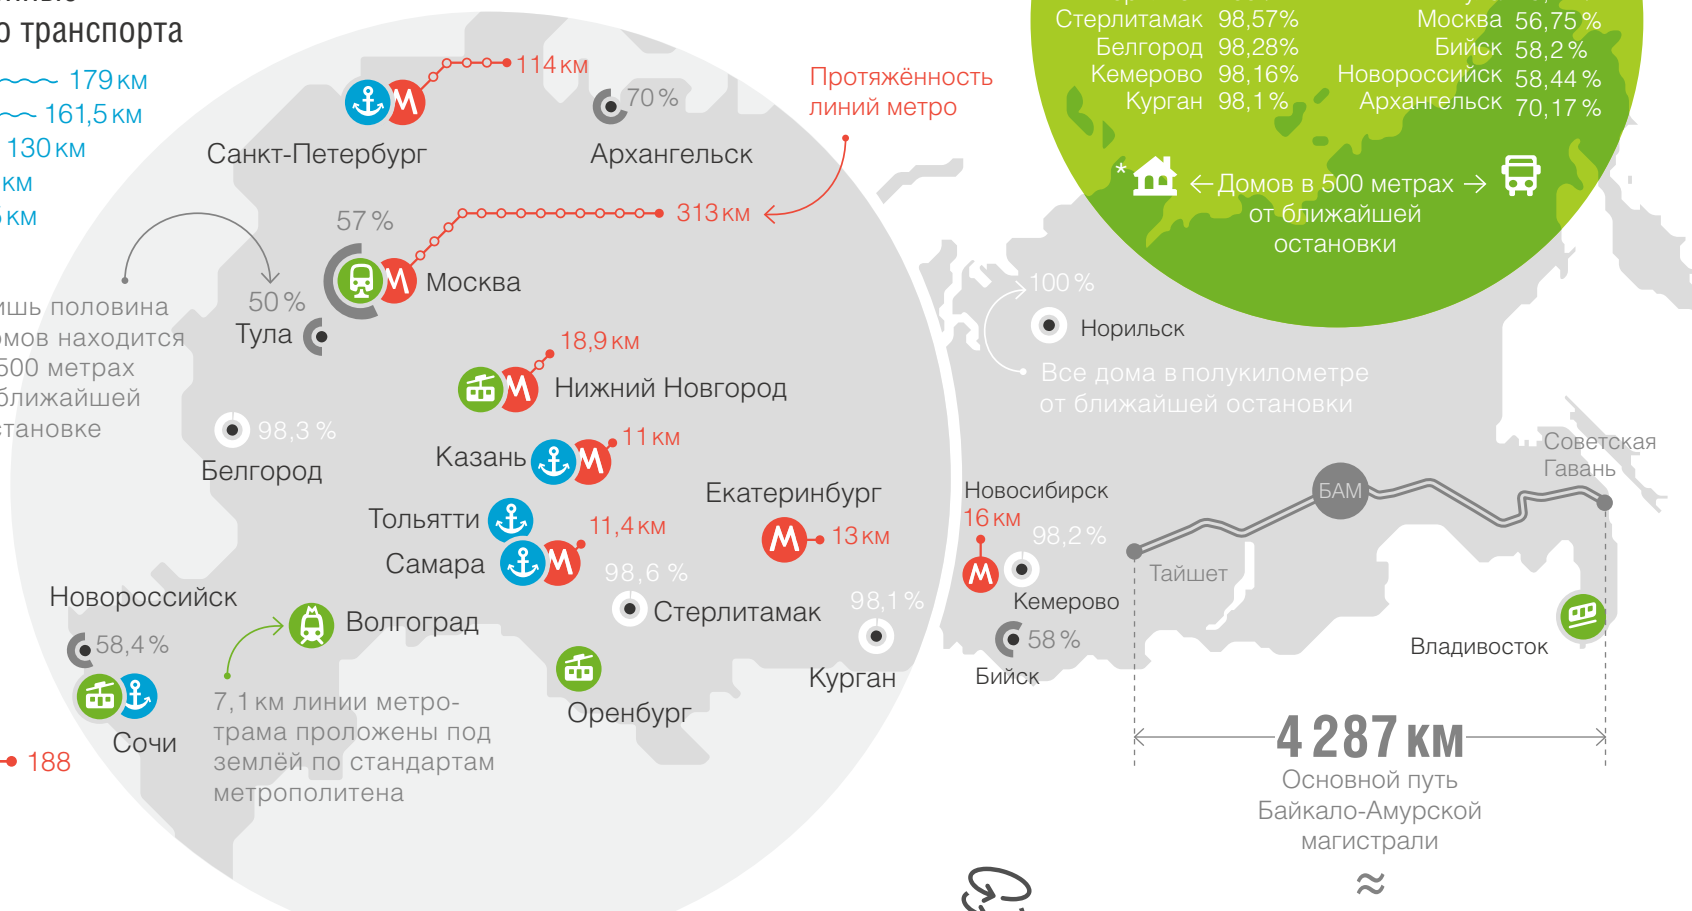 о транспорта
179 км
161,5 км
130 км
км
км
Лишь половина
домов находится
500 метрах
ближайшей
остановке
188
114 км
Санкт-Петербург
70 %
Архангельск
Протяжённость
линий метро
57 %
313 км
Москва
50 %
Тула
18,9 км
Нижний Новгород
98,3 %
Белгород
11 км
Казань
Екатеринбург
13 км
Тольятти
11,4 км
Самара
98,6 %
Стерлитамак
98,1 %
Курган
Новороссийск
58,4 %
Сочи
Волгоград
7,1 км линии метро-
трама проложены под
землёй по стандартам
метрополитена
Оренбург
Стерлитамак 98,57%
Белгород 98,28%
Кемерово 98,16%
Курган 98,1 %
Москва 56,75 %
Бийск 58,2 %
Новороссийск 58,44 %
Архангельск 70,17 %
* ← Домов в 500 метрах →
от ближайшей
остановки
100 %
Норильск
Все дома в полукилометре
от ближайшей остановки
Новосибирск
16 км
98,2 %
Кемерово
58 %
Бийск
БАМ
Тайшет
Советская
Гавань
Владивосток
4 287 км
Основной путь
Байкало-Амурской
магистрали
≈